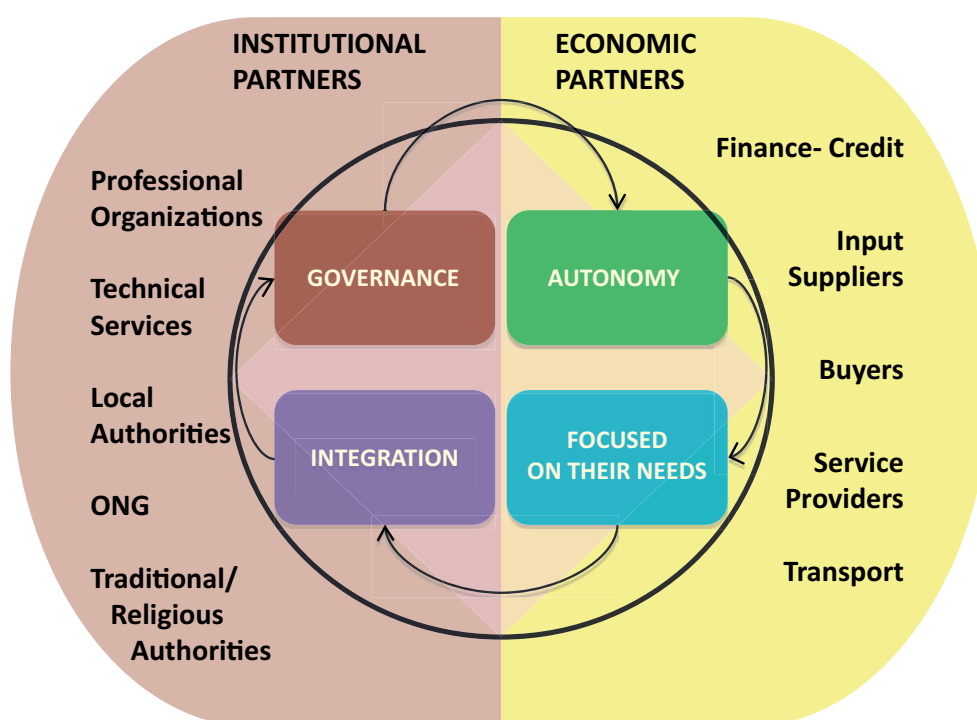 INSTITUTIONAL
PARTNERS
Professional
Organizations
Technical
Services
Local
Authorities
ONG
Traditional/
Religious
Authorities
GOVERNANCE
AUTONOMY
INTEGRATION
FOCUSED
ON THEIR NEEDS
ECONOMIC
PARTNERS
Finance- Credit
Input
Suppliers
Buyers
Service
Providers
Transport